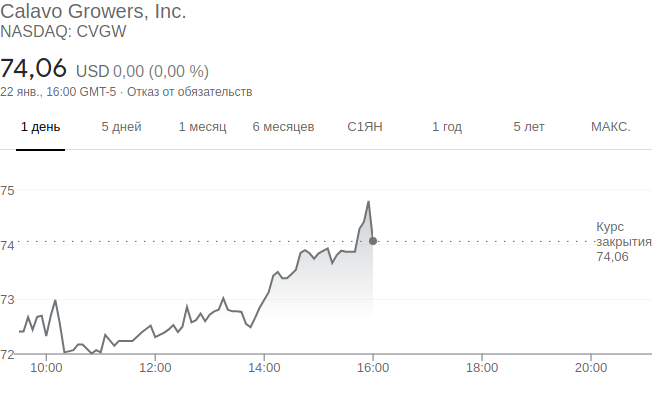 Calavo Growers, Inc.
NASDAQ: CVGW
74,06 USD 0,00 (0,00 %)
22 янв., 16:00 GMT-5 · Отказ от обязательств
1 день 5 дней 1 месяц 6 месяцев С1ЯН 1 год 5 лет МАКС.
75
74
73
72
Курс
закрытия
74,06
10:00 12:00 14:00 16:00 18:00 20:00